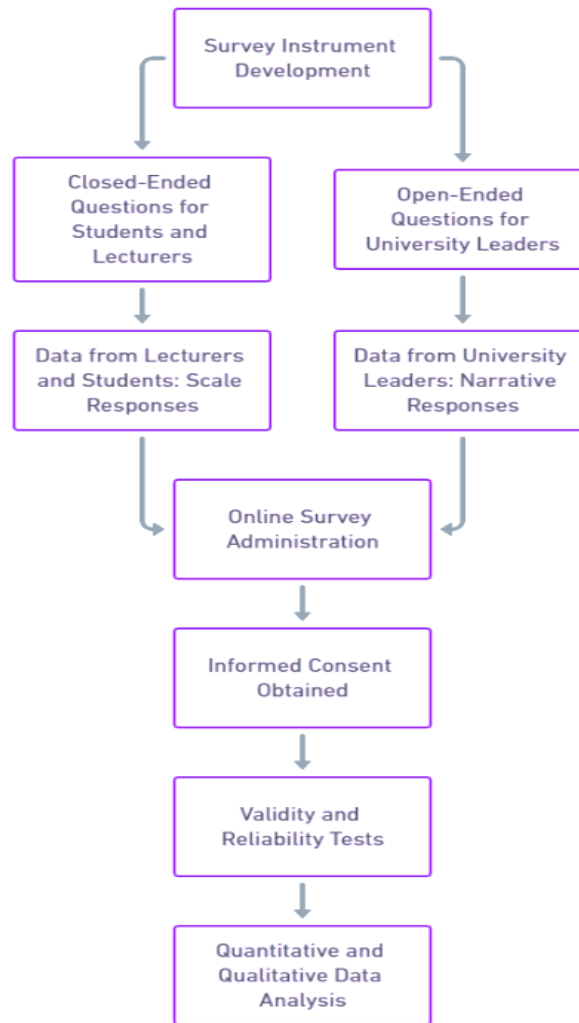 Survey Instrument
Development
Closed-Ended
Questions for
Students and
Lecturers
Open-Ended
Questions for
University Leaders
Data from Lecturers
and Students: Scale
Responses
Data from University
Leaders: Narrative
Responses
Online Survey
Administration
Informed Consent
Obtained
Validity and
Reliability Tests
Quantitative and
Qualitative Data
Analysis